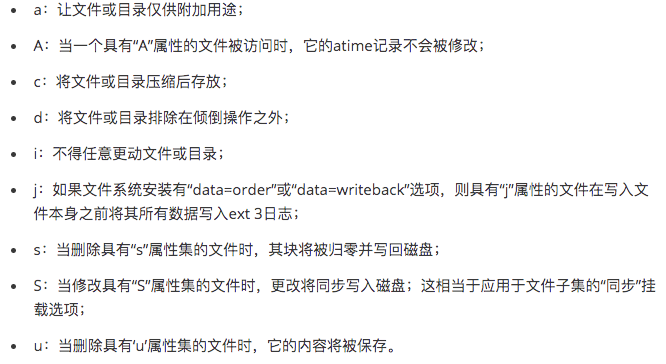 • a：让文件或目录仅供附加用途；
• A：当一个具有“A”属性的文件被访问时，它的atime记录不会被修改；
• c：将文件或目录压缩后存放；
• d：将文件或目录排除在倾倒操作之外；
• i：不得任意更动文件或目录；
• j：如果文件系统安装有“data=order”或“data=writeback”选项，则具有“j”属性的文件在写入文
件本身之前将其所有数据写入ext 3日志；
• s：当删除具有“s”属性集的文件时，其块将被归零并写回磁盘；
• S：当修改具有“S”属性集的文件时，更改将同步写入磁盘；这相当于应用于文件子集的“同步”挂
载选项；
• u：当删除具有‘u’属性集的文件时，它的内容将被保存。